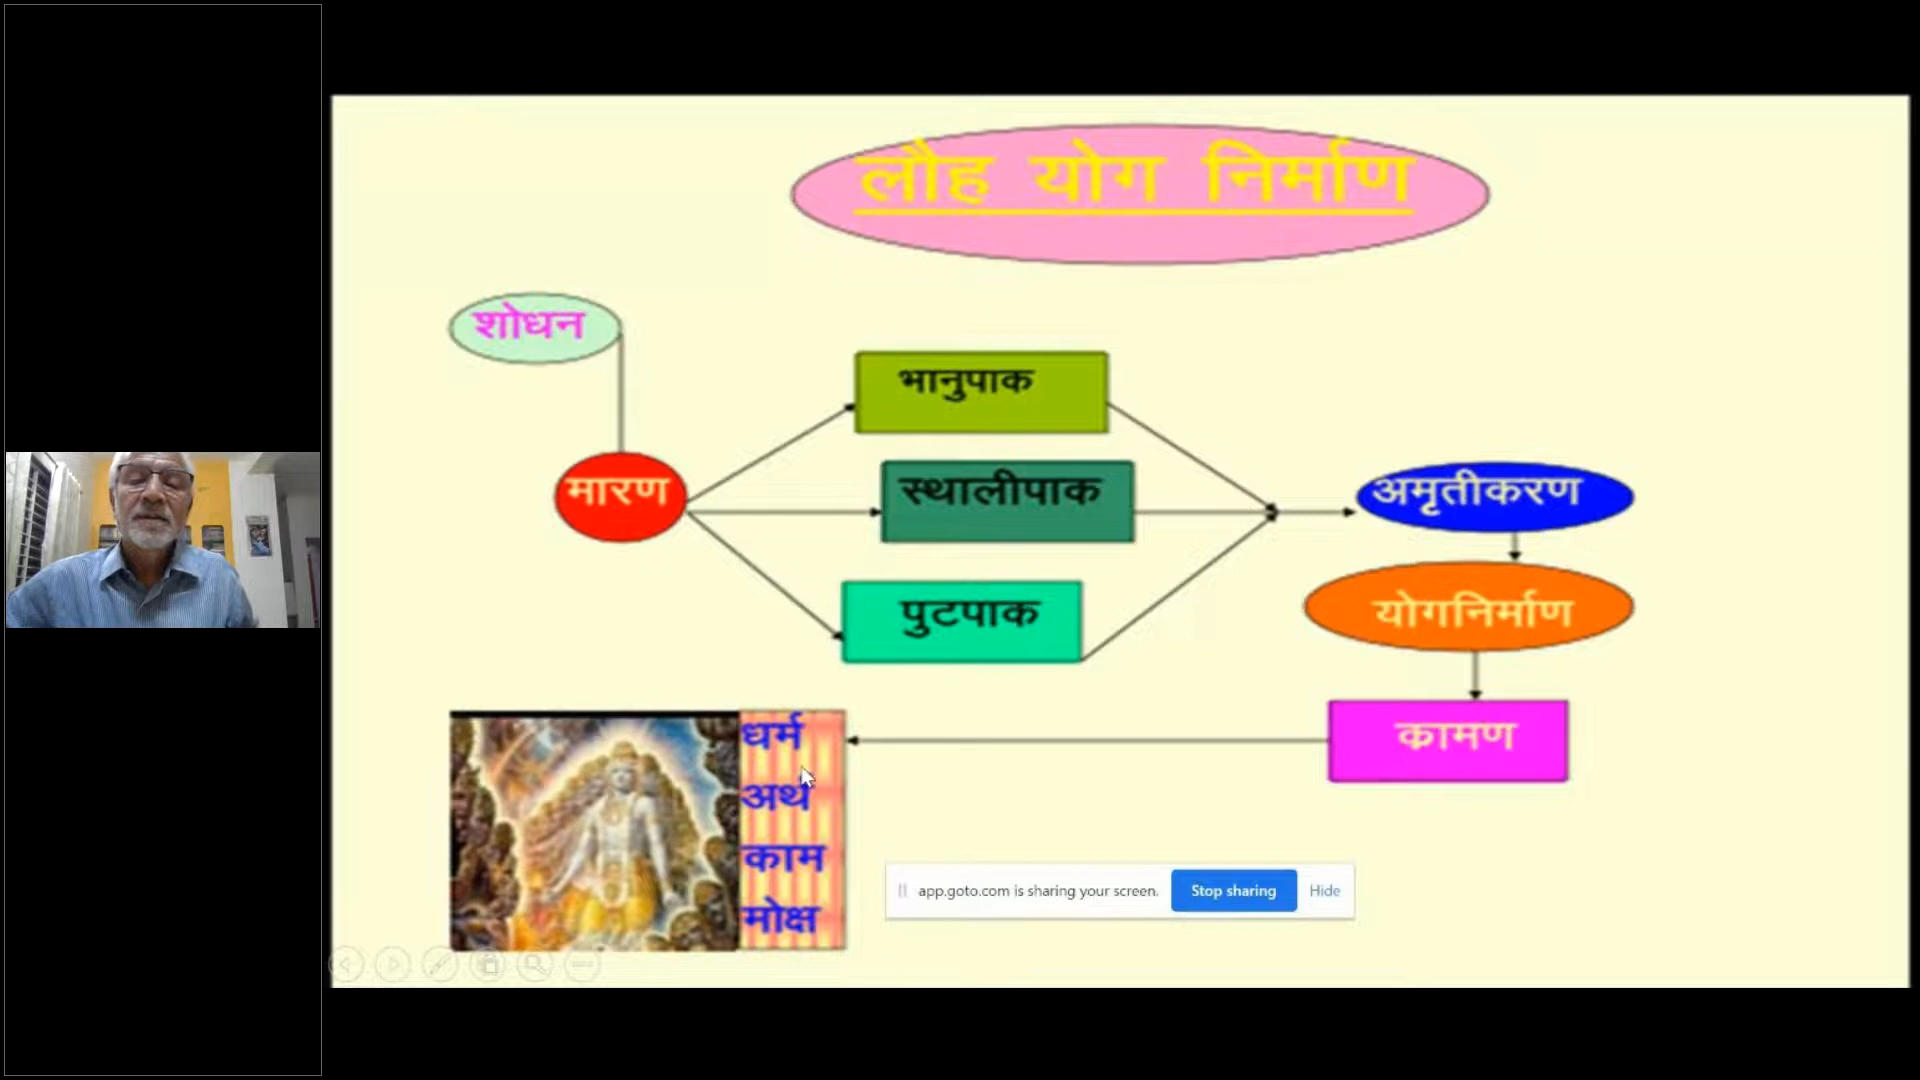 लौह योग निर्माण
शोधन
भानुपाक
मारण
स्थालीपाक
अमृतीकरण
पुटपाक
योगनिर्माण
कामण
धर्म
अर्थ
काम
मोक्ष
app.goto.com is sharing your screen.
Stop sharing
Hide